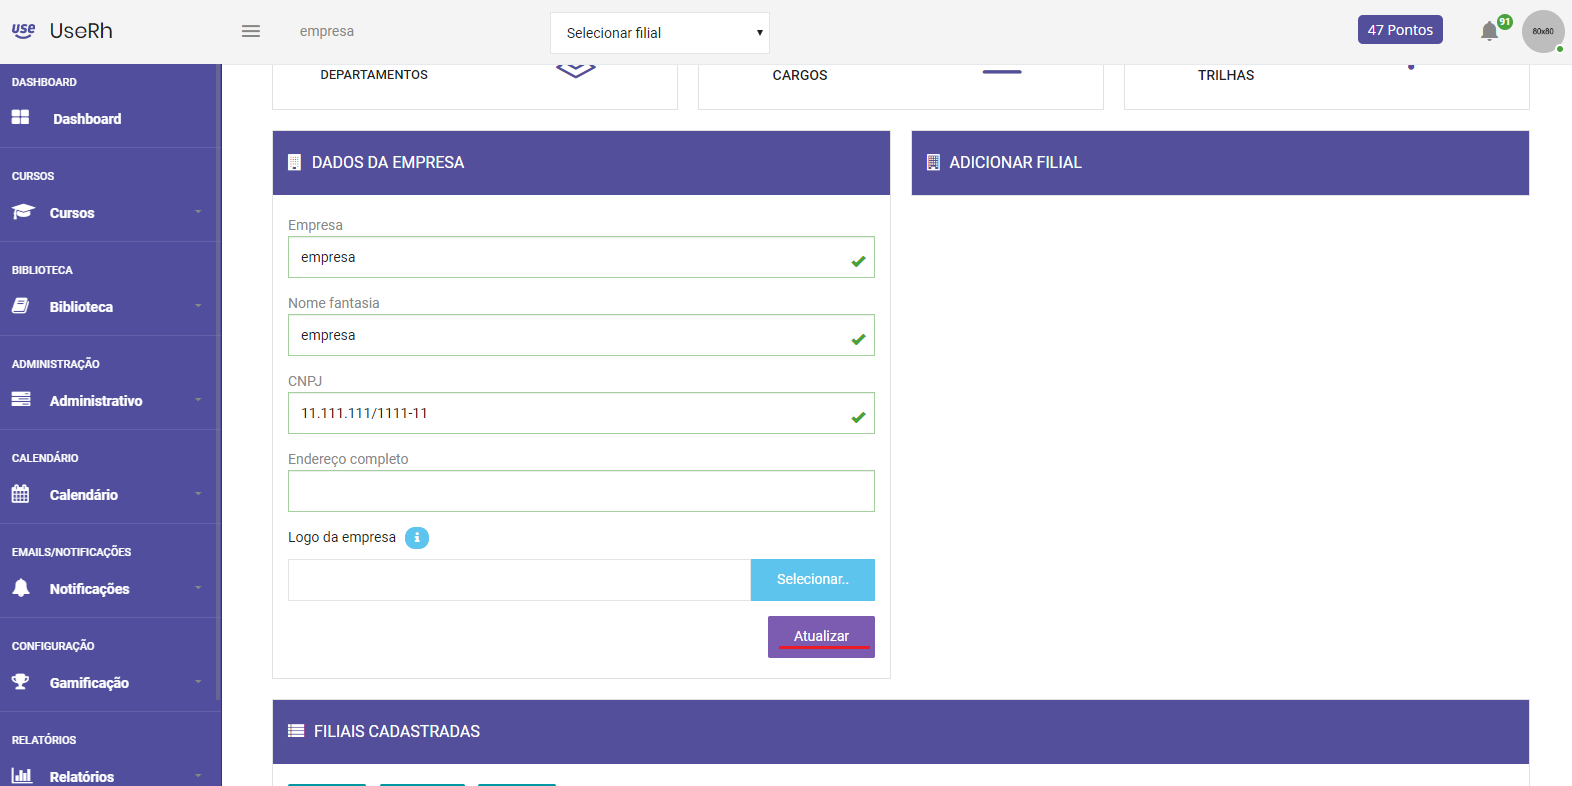 use UseRh
empresa
Selecionar filial
47 Pontos
91
80x80
DASHBOARD
Dashboard
CURSOS
Cursos
BIBLIOTECA
Biblioteca
ADMINISTRAÇÃO
Administrativo
CALENDÁRIO
Calendário
EMAILS/NOTIFICAÇÕES
Notificações
CONFIGURAÇÃO
Gamificação
RELATÓRIOS
Relatórios
DEPARTAMENTOS
CARGOS
TRILHAS
DADOS DA EMPRESA
Empresa
empresa
Nome fantasia
empresa
CNPJ
11.111.111/1111-11
Endereço completo
Logo da empresa
Selecionar..
Atualizar
ADICIONAR FILIAL
FILIAIS CADASTRADAS